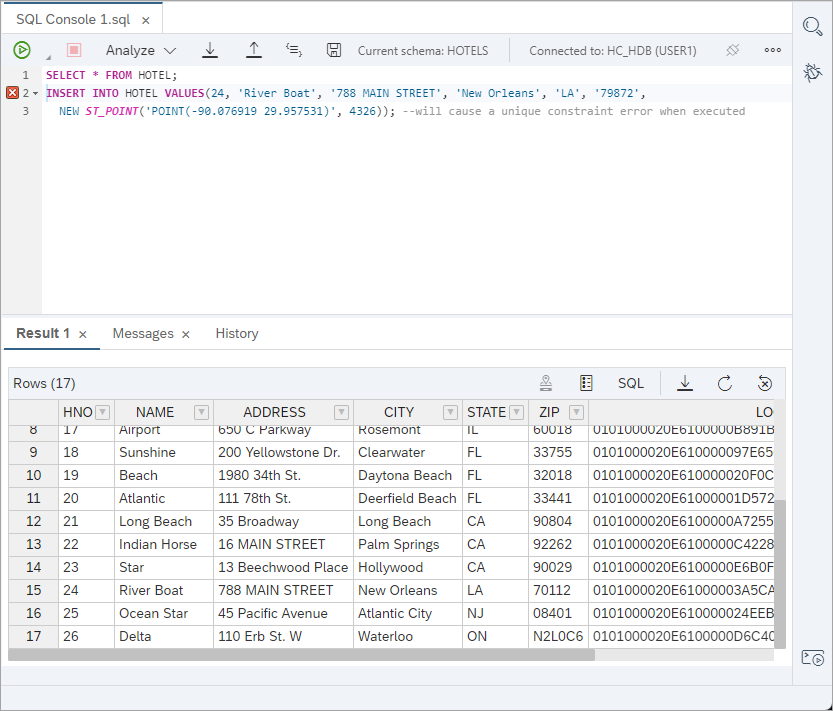 SQL Console 1.sql ×
Analyze Current schema: HOTELS Connected to: HC_HDB (USER1)
1 SELECT * FROM HOTEL;
2 INSERT INTO HOTEL VALUES(24, 'River Boat', '788 MAIN STREET', 'New Orleans', 'LA', '79872',
3 NEW ST_POINT('POINT(-90.076919 29.957531)', 4326)); --will cause a unique constraint error when executed
Result 1 × Messages × History
Rows (17) SQL
HNO NAME ADDRESS CITY STATE ZIP LO
8 17 Airport 650 C Parkway Rosemont IL 60018 0101000020E6100000B891B
9 18 Sunshine 200 Yellowstone Dr. Clearwater FL 33755 0101000020E610000097E65
10 19 Beach 1980 34th St. Daytona Beach FL 32018 0101000020E610000020F0C
11 20 Atlantic 111 78th St. Deerfield Beach FL 33441 0101000020E61000001D572
12 21 Long Beach 35 Broadway Long Beach CA 90804 0101000020E6100000A7255
13 22 Indian Horse 16 MAIN STREET Palm Springs CA 92262 0101000020E6100000C4228
14 23 Star 13 Beechwood Place Hollywood CA 90029 0101000020E6100000E6B0F
15 24 River Boat 788 MAIN STREET New Orleans LA 70112 0101000020E61000003A5CA
16 25 Ocean Star 45 Pacific Avenue Atlantic City NJ 08401 0101000020E610000024EEB
17 26 Delta 110 Erb St. W Waterloo ON N2L0C6 0101000020E6100000D6C40